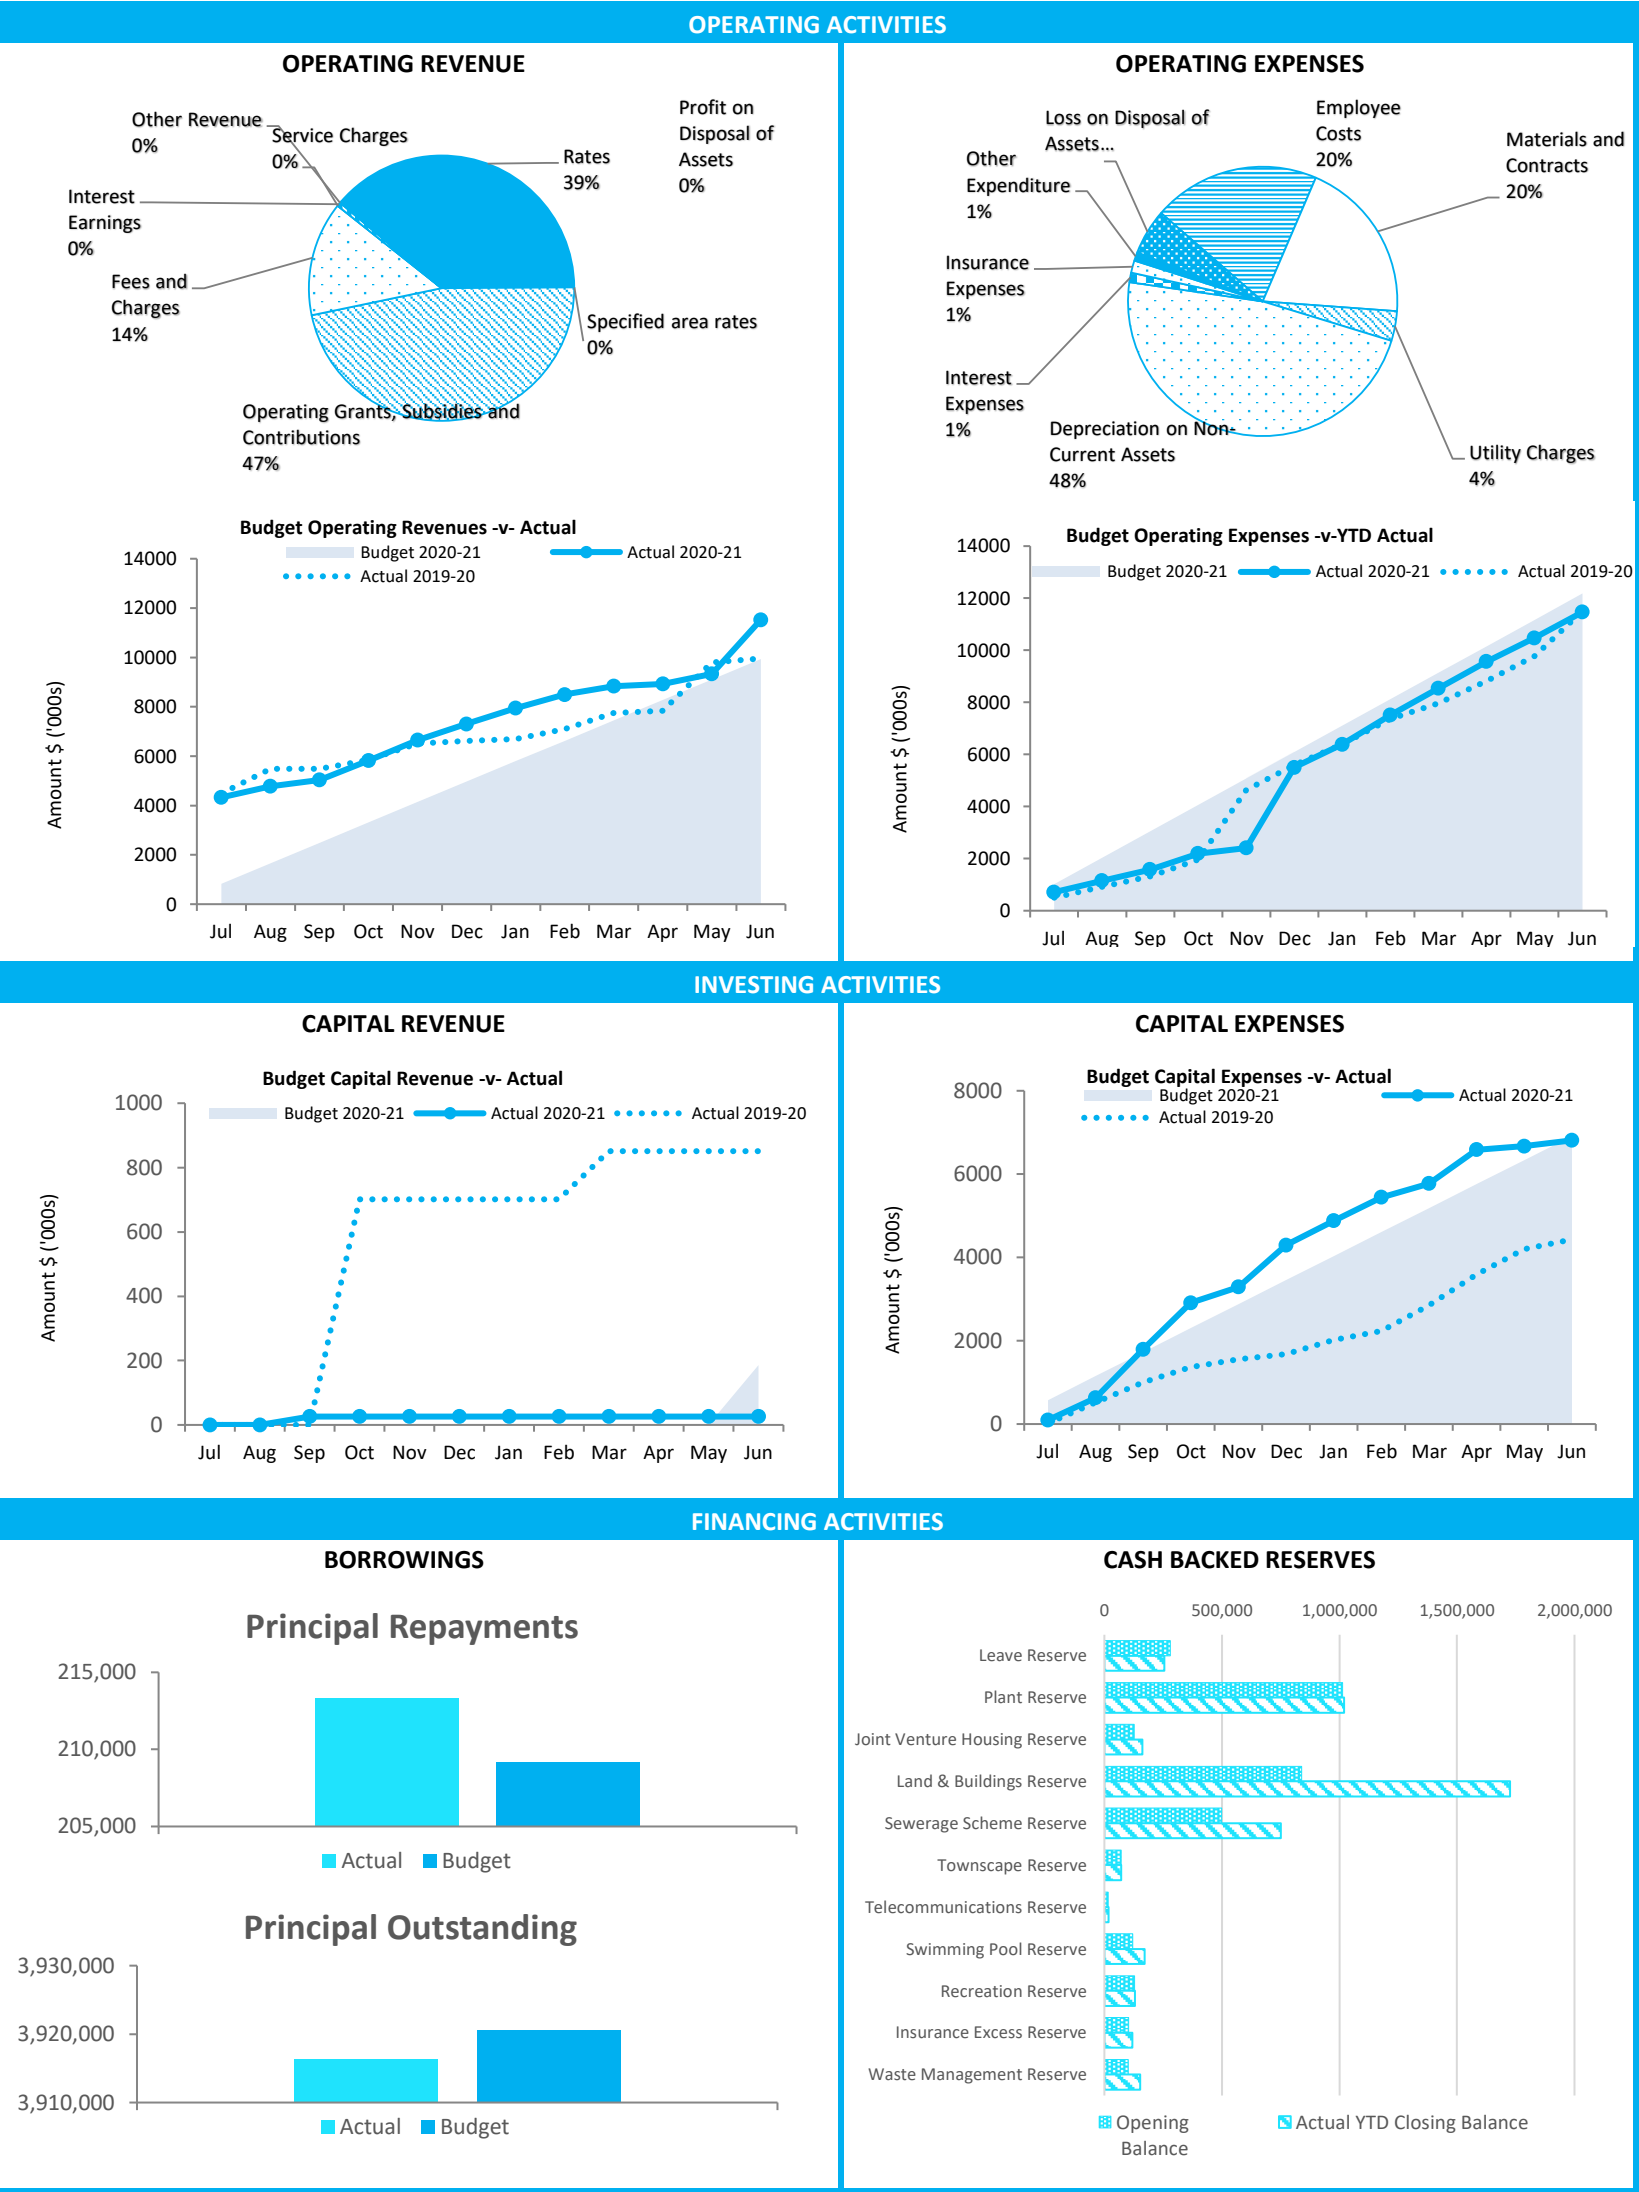 OPERATING ACTIVITIES
OPERATING REVENUE
Other Revenue
0%
Service Charges
0%
Profit on
Disposal of
Assets
0%
Rates
39%
Interest
Earnings
0%
Fees and
Charges
14%
Specified area rates
0%
Operating Grants, Subsidies and
Contributions
47%
OPERATING EXPENSES
Loss on Disposal of
Assets...
Employee
Costs
20%
Materials and
Contracts
20%
Other
Expenditure
1%
Insurance
Expenses
1%
Interest
Expenses
1%
Depreciation on Non-
Current Assets
48%
Utility Charges
4%
Budget Operating Revenues -v- Actual
Budget 2020-21
Actual 2020-21
Actual 2019-20
Amount $ ('000s)
14000
12000
10000
8000
6000
4000
2000
0
Jul Aug Sep Oct Nov Dec Jan Feb Mar Apr May Jun
Budget Operating Expenses -v-YTD Actual
Budget 2020-21 Actual 2020-21 Actual 2019-20
Amount $ ('000s)
14000
12000
10000
8000
6000
4000
2000
0
Jul Aug Sep Oct Nov Dec Jan Feb Mar Apr May Jun
INVESTING ACTIVITIES
CAPITAL REVENUE
Budget Capital Revenue -v- Actual
Budget 2020-21 Actual 2020-21 Actual 2019-20
Amount $ ('000s)
1000
800
600
400
200
0
Jul Aug Sep Oct Nov Dec Jan Feb Mar Apr May Jun
CAPITAL EXPENSES
Budget Capital Expenses -v- Actual
Budget 2020-21 Actual 2020-21
Actual 2019-20
Amount $ ('000s)
8000
6000
4000
2000
0
Jul Aug Sep Oct Nov Dec Jan Feb Mar Apr May Jun
FINANCING ACTIVITIES
BORROWINGS
Principal Repayments
215,000
210,000
205,000
Actual Budget
Principal Outstanding
3,930,000
3,920,000
3,910,000
Actual Budget
CASH BACKED RESERVES
0 500,000 1,000,000 1,500,000 2,000,000
Leave Reserve
Plant Reserve
Joint Venture Housing Reserve
Land & Buildings Reserve
Sewerage Scheme Reserve
Townscape Reserve
Telecommunications Reserve
Swimming Pool Reserve
Recreation Reserve
Insurance Excess Reserve
Waste Management Reserve
Opening
Balance
Actual YTD Closing Balance